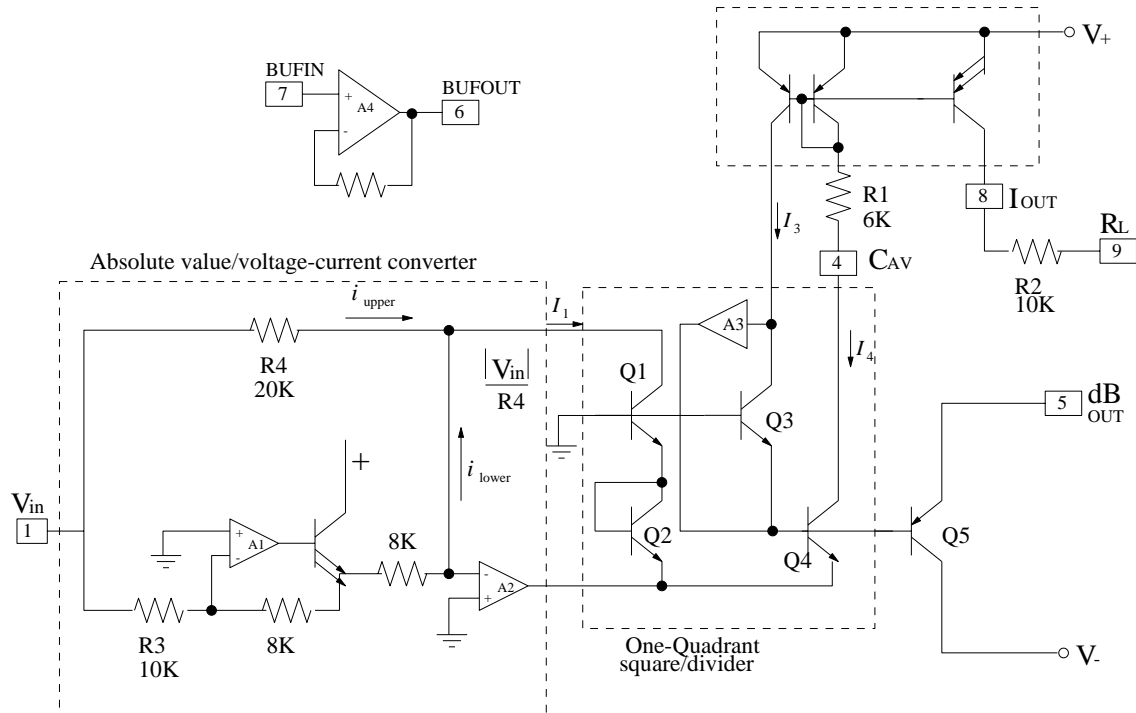 V+
BUFIN
7
+
-
A4
BUFOUT
6
R1
6K
8
IOUT
I3
4
CAV
RL
9
R2
10K
Absolute value/voltage-current converter
i upper
I1
A3
I4
R4
20K
|Vin|
R4
Q1
Q3
5
dB
OUT
+
i lower
Vin
1
+
-
A1
8K
-
+
A2
Q2
Q4
Q5
R3
10K
8K
One-Quadrant
square/divider
V-